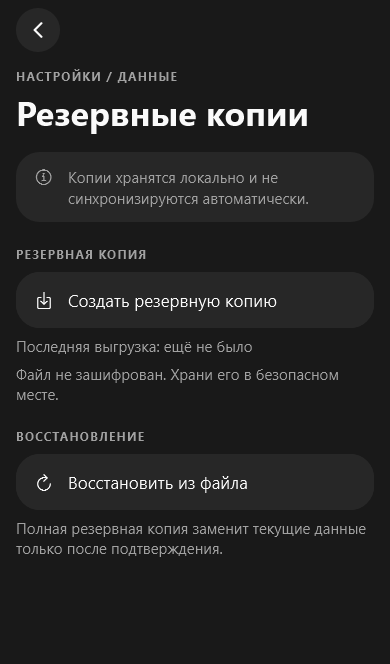 НАСТРОЙКИ / ДАННЫЕ
Резервные копии
Копии хранятся локально и не
синхронизируются автоматически.
РЕЗЕРВНАЯ КОПИЯ
Создать резервную копию
Последняя выгрузка: ещё не было
Файл не зашифрован. Храни его в безопасном
месте.
ВОССТАНОВЛЕНИЕ
Восстановить из файла
Полная резервная копия заменит текущие данные
только после подтверждения.